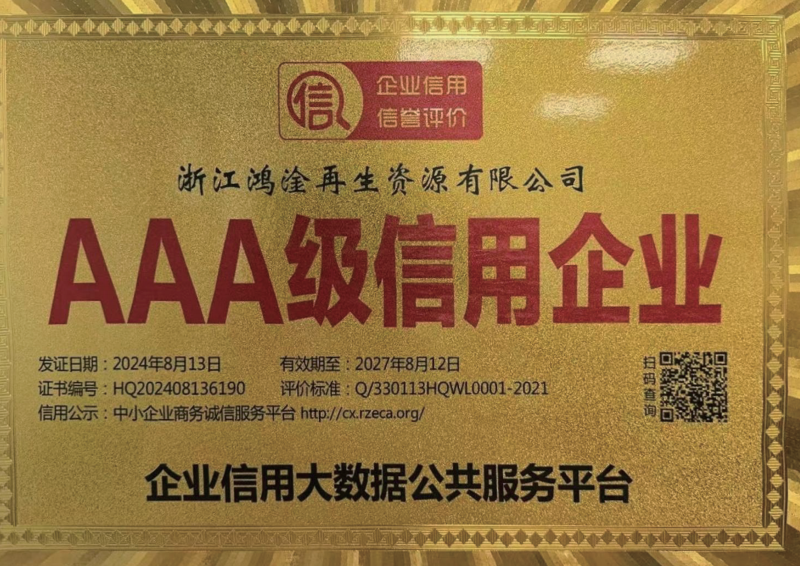 信
企业信用
信誉评价
浙江鸿淦再生资源有限公司
AAA级信用企业
发证日期：2024年8月13日 有效期至：2027年8月12日
证书编号：HQ202408136190 评价标准：Q/330113HQWL0001-2021
信用公示：中小企业商务诚信服务平台 http://cx.rzeca.org/
扫码查询
企业信用大数据公共服务平台